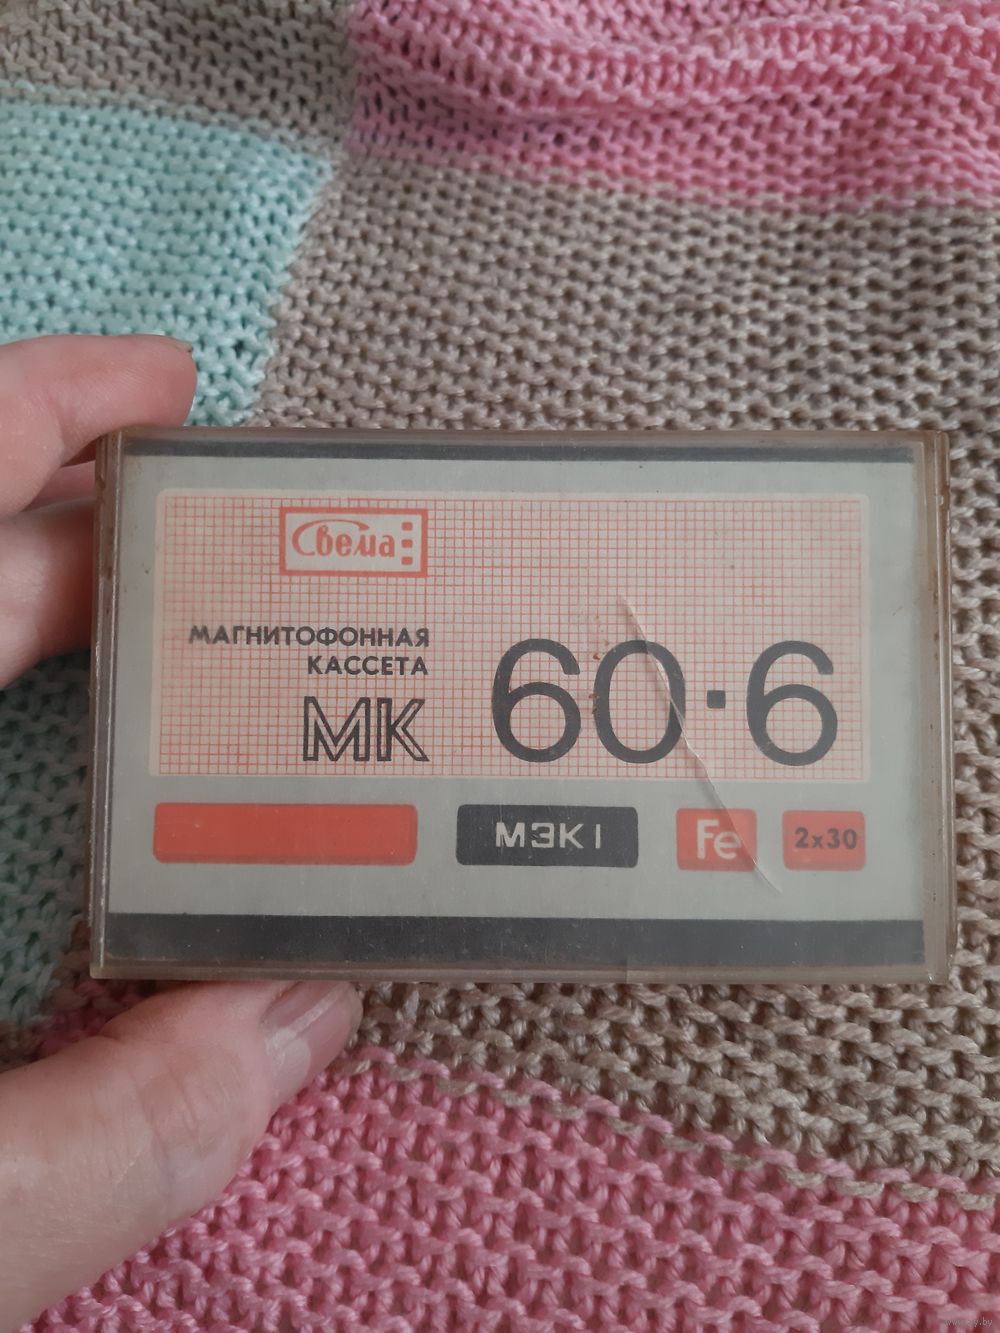 Свема
МАГНИТОФОННАЯ
КАССЕТА
МК 60·6
МЭК I
Fe
2х30